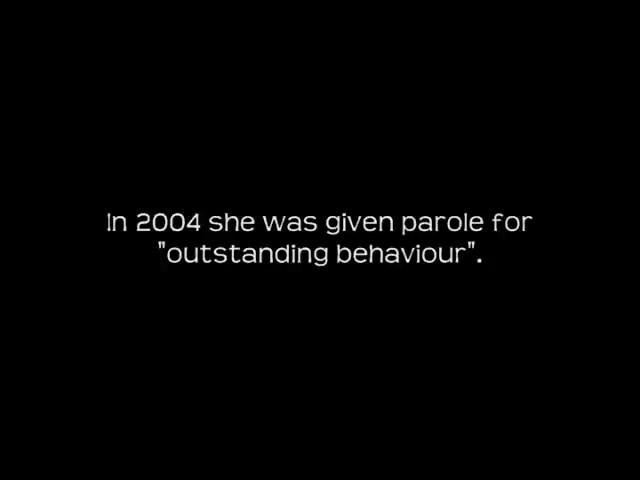 In 2004 she was given parole for
"outstanding behaviour".